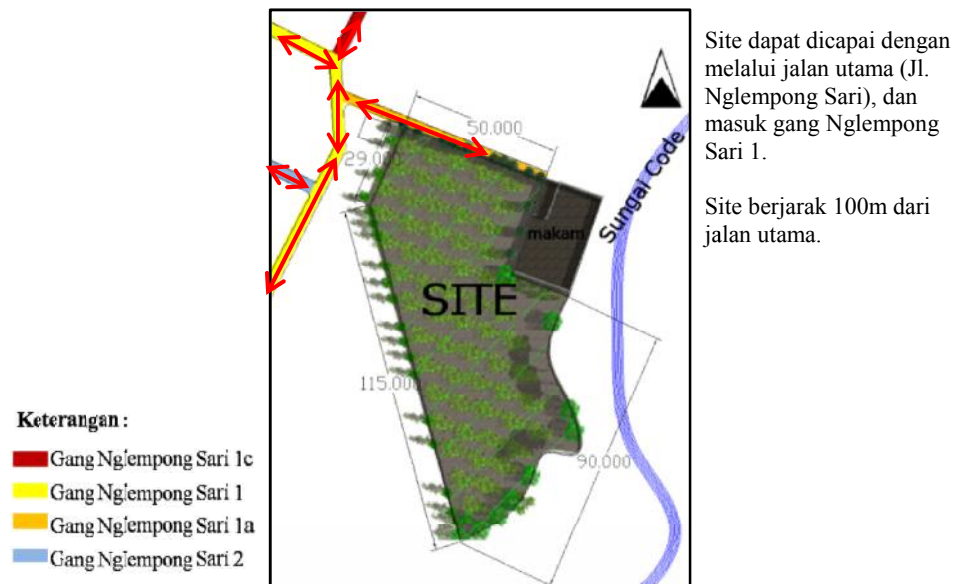 Site dapat dicapai dengan
melalui jalan utama (Jl.
Nglempong Sari), dan
masuk gang Nglempong
Sari 1.
Site berjarak 100m dari
jalan utama.
50.000
29.000
makam
Sungai Code
SITE
115.000
90.000
Keterangan :
Gang Nglempong Sari 1c
Gang Nglempong Sari 1
Gang Nglempong Sari 1a
Gang Nglempong Sari 2